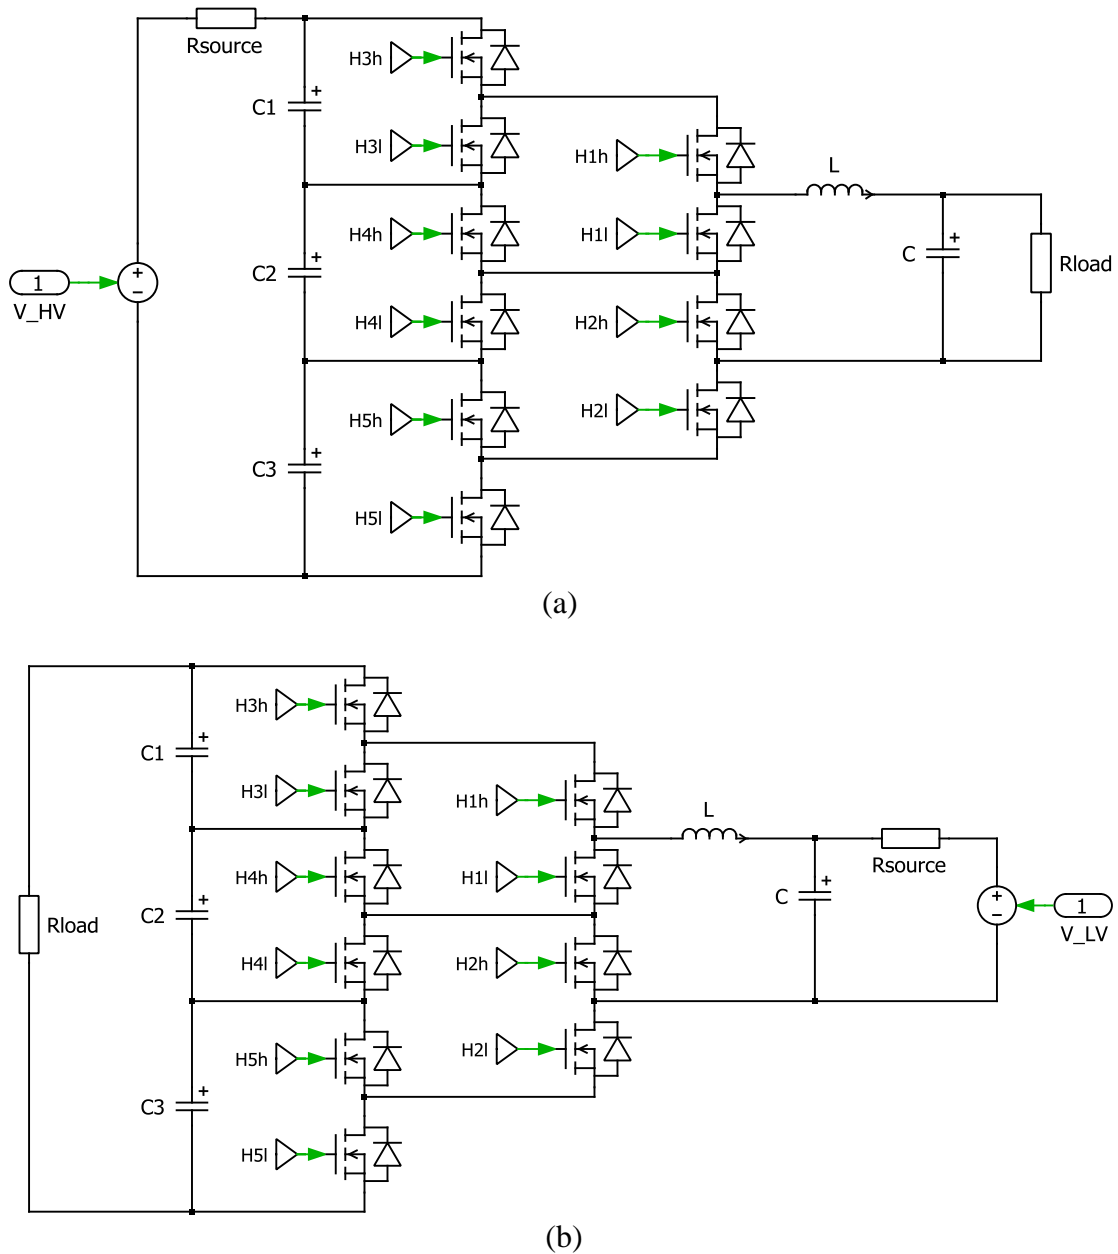 Rsource
H3h
C1
H3l
H1h
L
H4h
H1l
C
Rload
1
V_HV
C2
H4l
H2h
H5h
H2l
C3
H5l
(a)
H3h
C1
H3l
H1h
L
Rsource
H4h
H1l
C
1
V_LV
Rload
C2
H4l
H2h
H5h
H2l
C3
H5l
(b)